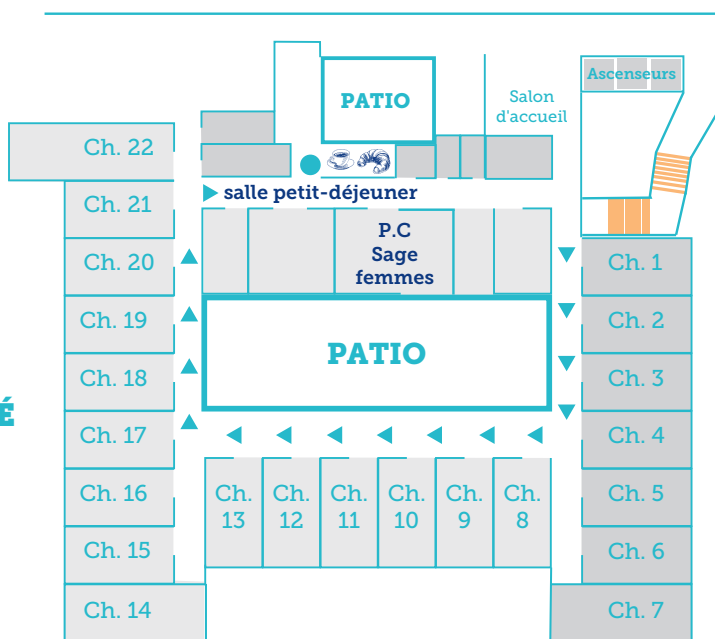 Ascenseurs
PATIO
Salon
d'accueil
Ch. 22
salle petit-déjeuner
Ch. 21
P.C
Sage
femmes
Ch. 20
Ch. 1
Ch. 19
Ch. 2
PATIO
Ch. 18
Ch. 3
É
Ch. 17
Ch. 4
Ch. 16
Ch.
13
Ch.
12
Ch.
11
Ch.
10
Ch.
9
Ch.
8
Ch. 5
Ch. 15
Ch. 6
Ch. 14
Ch. 7